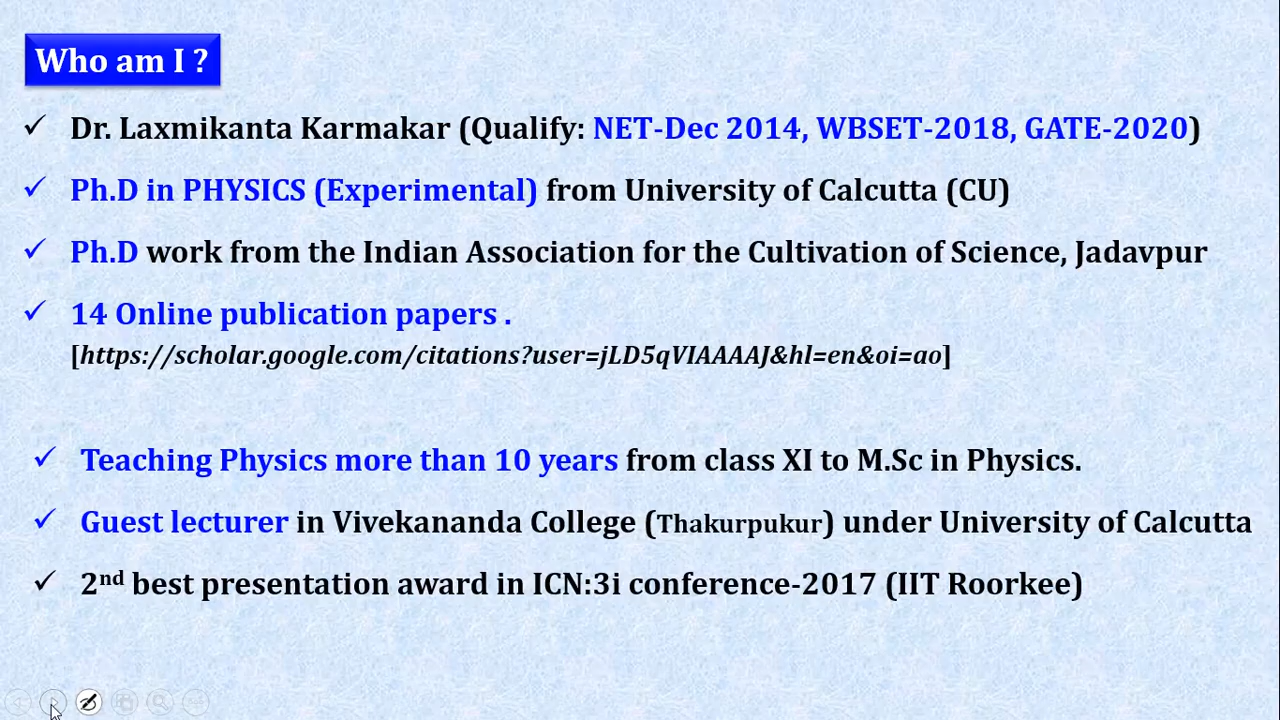 Who am I ?
Dr. Laxmikanta Karmakar (Qualify: NET-Dec 2014, WBSET-2018, GATE-2020)
Ph.D in PHYSICS (Experimental) from University of Calcutta (CU)
Ph.D work from the Indian Association for the Cultivation of Science, Jadavpur
14 Online publication papers .
[https://scholar.google.com/citations?user=jLD5qVIAAAAJ&hl=en&oi=ao]
Teaching Physics more than 10 years from class XI to M.Sc in Physics.
Guest lecturer in Vivekananda College (Thakurpukur) under University of Calcutta
2nd best presentation award in ICN:3i conference-2017 (IIT Roorkee)